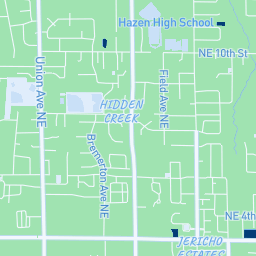 Hazen High School
NE 10th St
Union Ave NE
Field Ave NE
HIDDEN
CREEK
Bremerton Ave NE
NE 4th
JERICHO
ESTATES